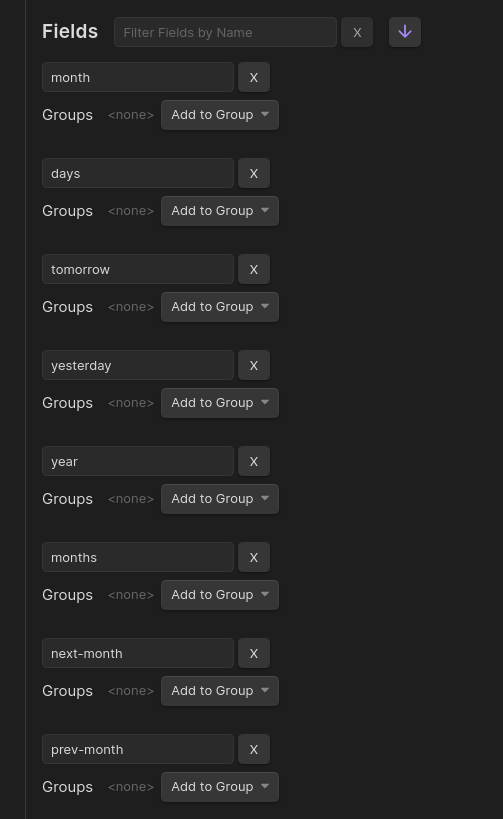 Fields Filter Fields by Name X
month X
Groups <none> Add to Group
days X
Groups <none> Add to Group
tomorrow X
Groups <none> Add to Group
yesterday X
Groups <none> Add to Group
year X
Groups <none> Add to Group
months X
Groups <none> Add to Group
next-month X
Groups <none> Add to Group
prev-month X
Groups <none> Add to Group